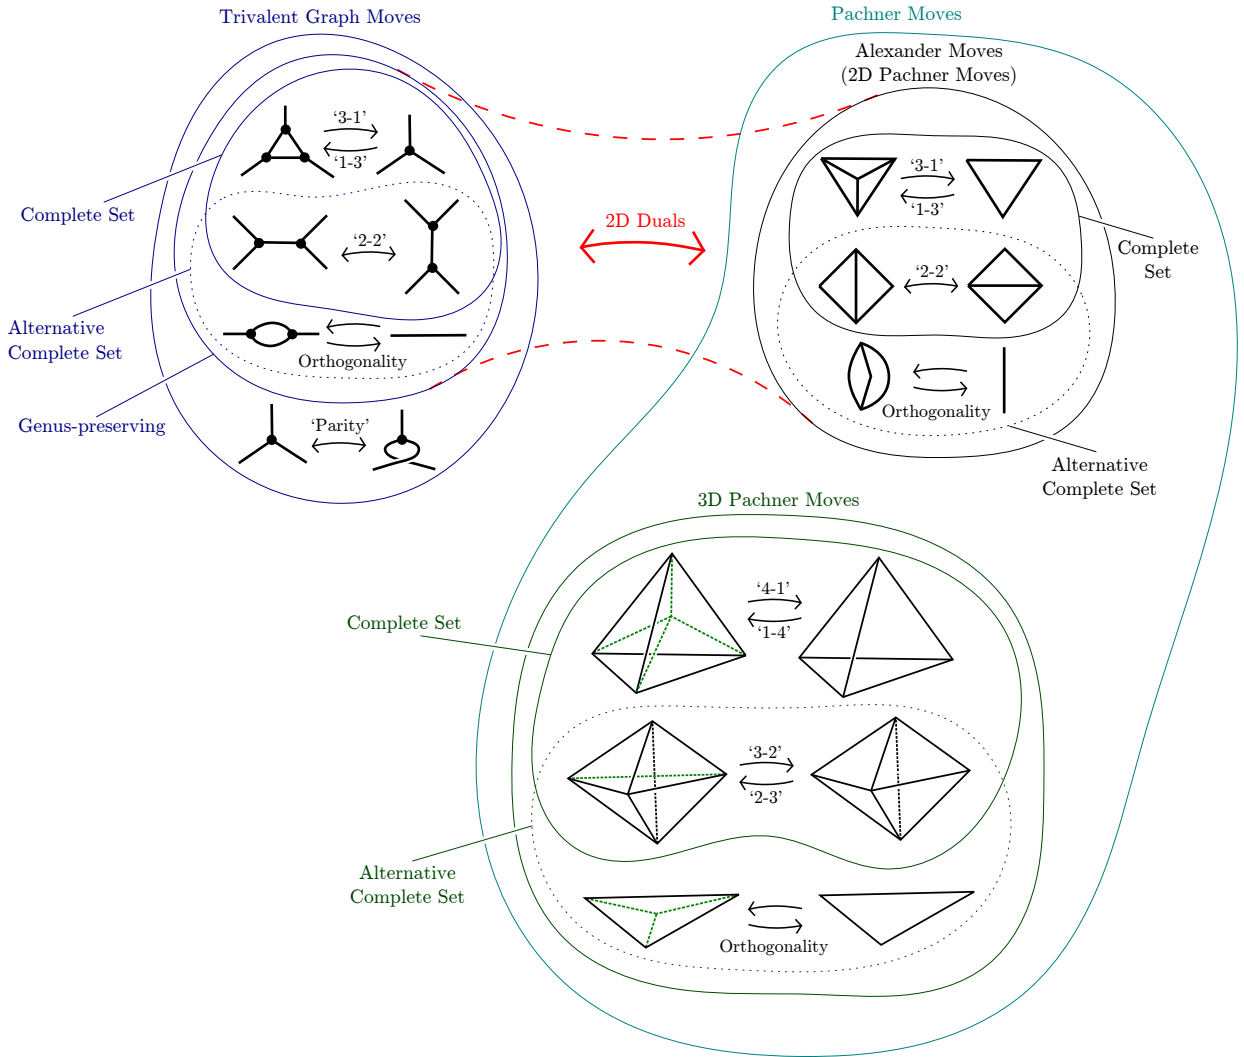 Trivalent Graph Moves
‘3-1’
‘1-3’
Complete Set
‘2-2’
Alternative
Complete Set
Orthogonality
Genus-preserving
‘Parity’
2D Duals
Pachner Moves
Alexander Moves
(2D Pachner Moves)
‘3-1’
‘1-3’
Complete
Set
‘2-2’
Orthogonality
Alternative
Complete Set
3D Pachner Moves
‘4-1’
‘1-4’
Complete Set
‘3-2’
‘2-3’
Alternative
Complete Set
Orthogonality